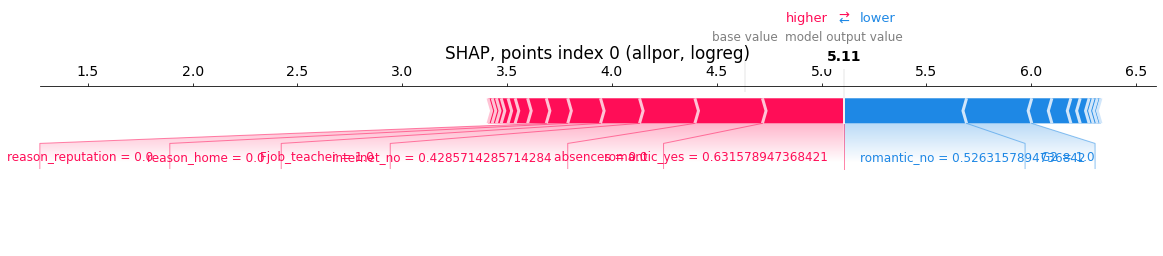 higher ⇄ lower
base value model output value
SHAP, points index 0 (allpor, logreg)
5.11
1.5 2.0 2.5 3.0 3.5 4.0 4.5 5.0 5.5 6.0 6.5
reason_reputation = 0.0 reason_home = 0.0 Fjob_teacher = 1.0 internet_no = 0.4285714285714284 absences = 0.0 romantic_yes = 0.631578947368421 romantic_no = 0.5263157894736842 G2 = 1.0